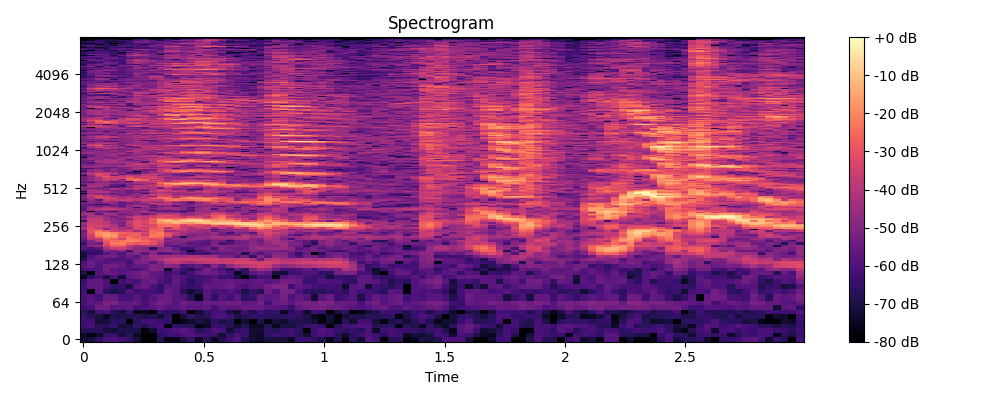 Spectrogram
Hz
4096
2048
1024
512
256
128
64
0
0
0.5
1
1.5
2
2.5
Time
+0 dB
-10 dB
-20 dB
-30 dB
-40 dB
-50 dB
-60 dB
-70 dB
-80 dB